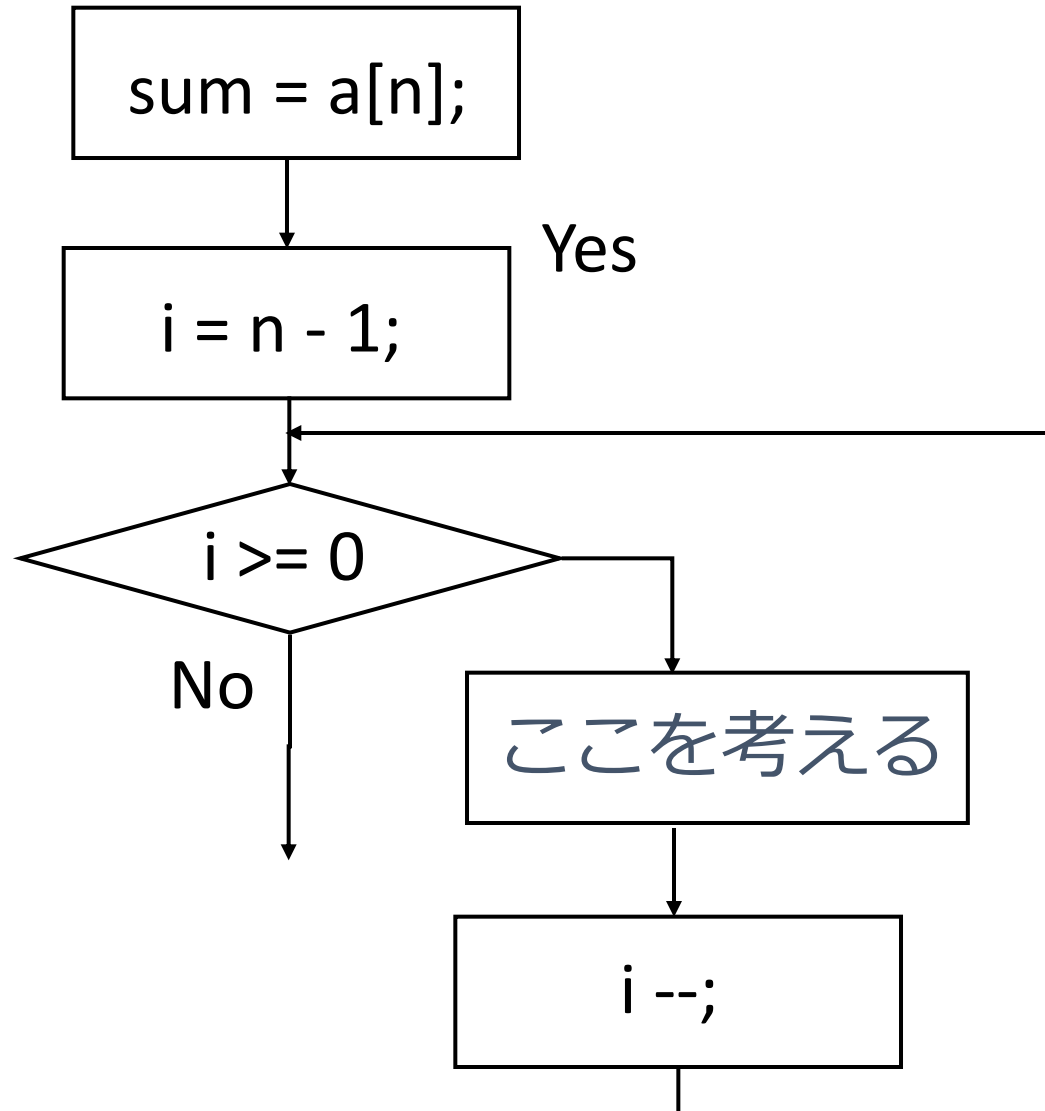 sum = a[n];
Yes
i = n - 1;
i >= 0
No
ここを考える
i --;